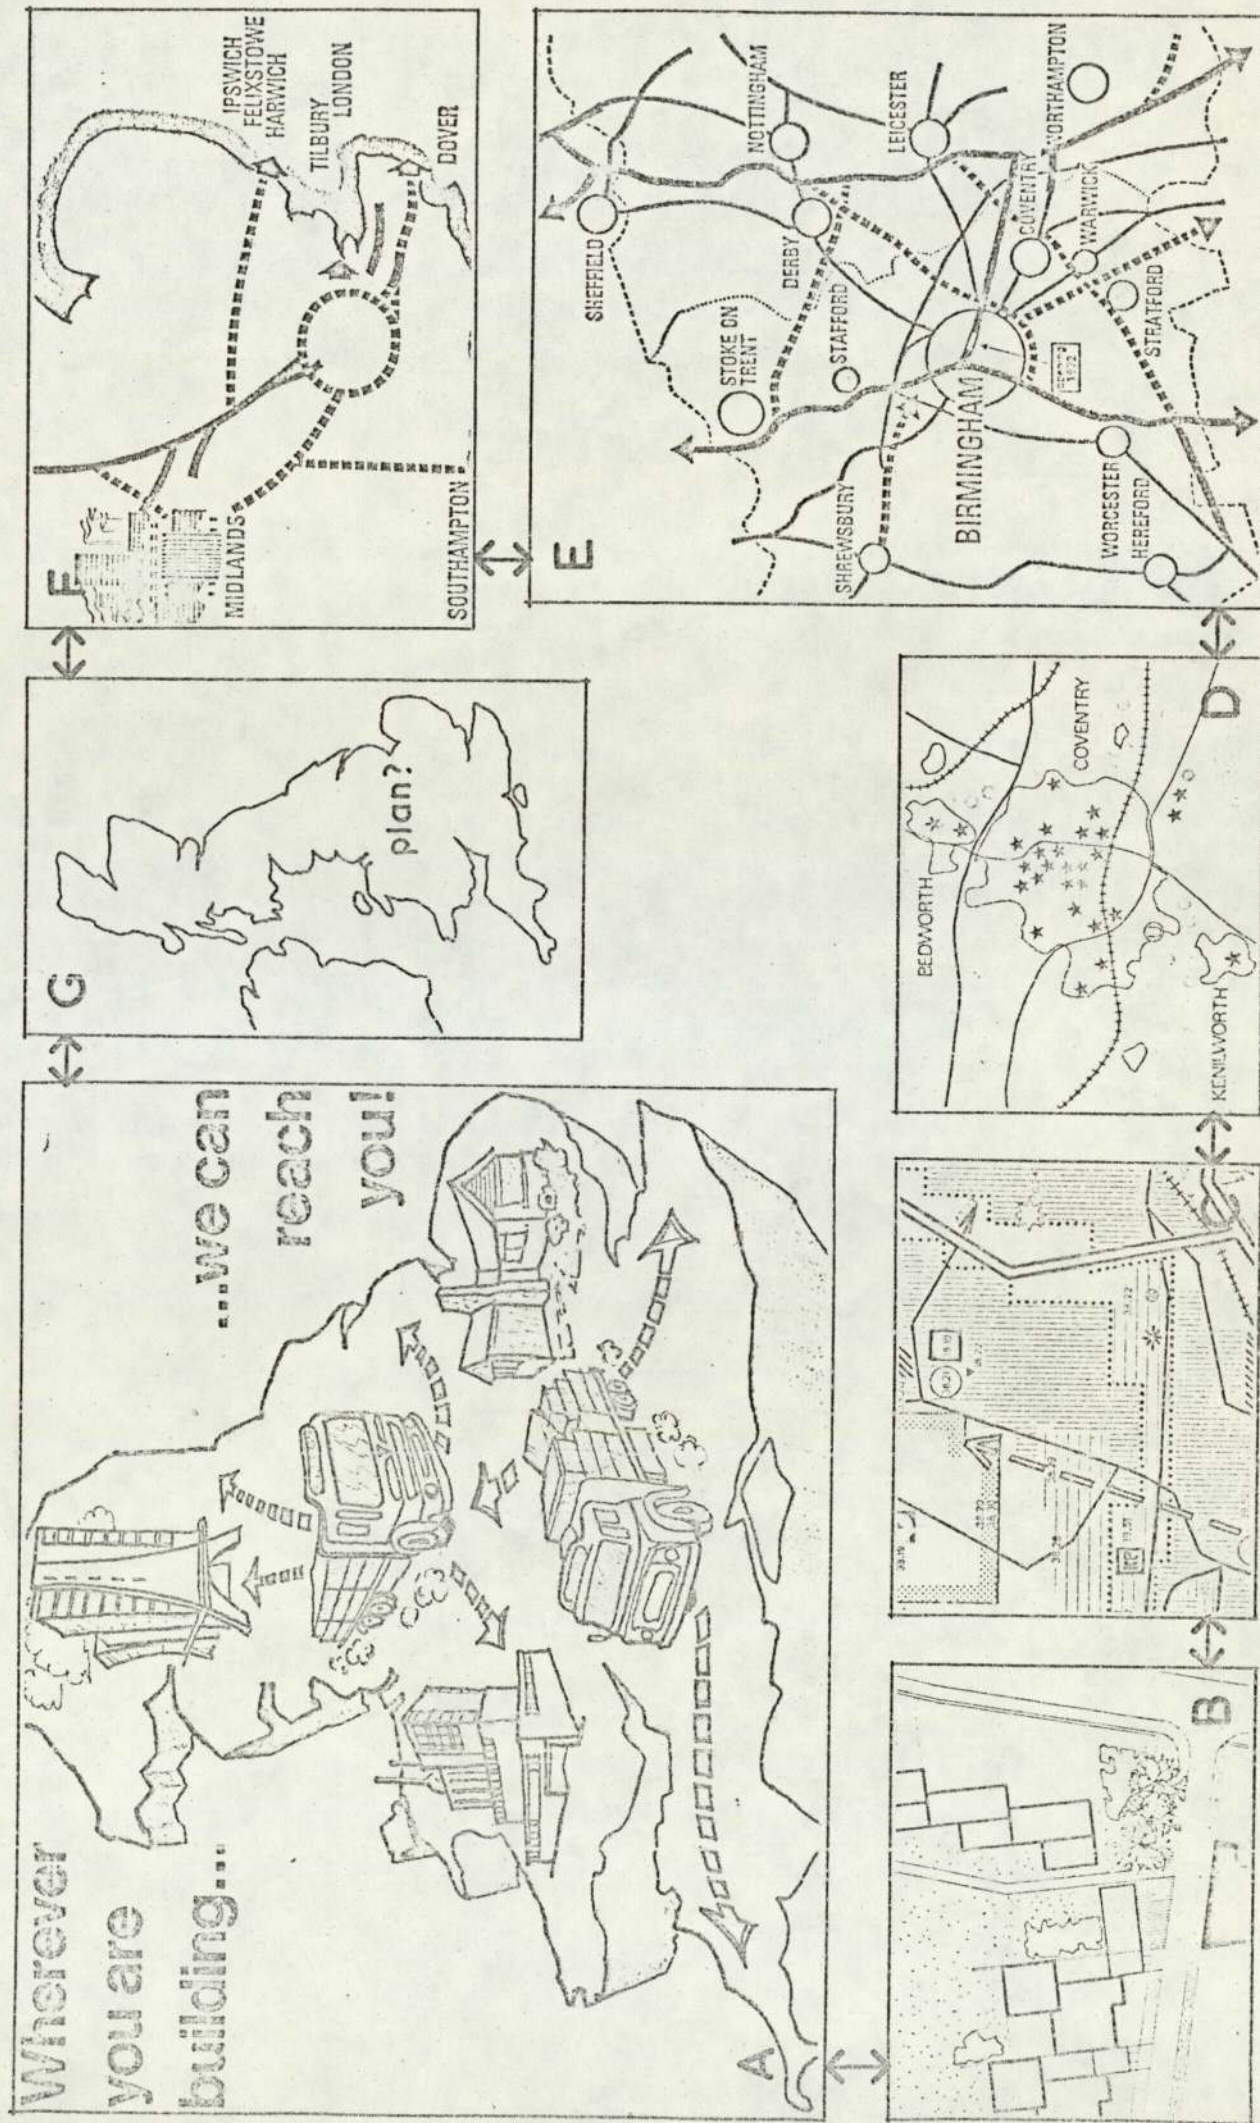 Wherever
you are
building...
...we can
reach
you!
A
G
plan?
F
MIDLANDS
SOUTHAMPTON
IPSWICH
FELIXSTOWE
HARWICH
TILBURY
LONDON
DOVER
E
SHEFFIELD
STOKE ON
TRENT
DERBY
NOTTINGHAM
STAFFORD
LEICESTER
SHREWSBURY
BIRMINGHAM
COVENTRY
NORTHAMPTON
WARWICK
STRATFORD
WORCESTER
HEREFORD
1972
B
C
D
BEDWORTH
COVENTRY
KENILWORTH